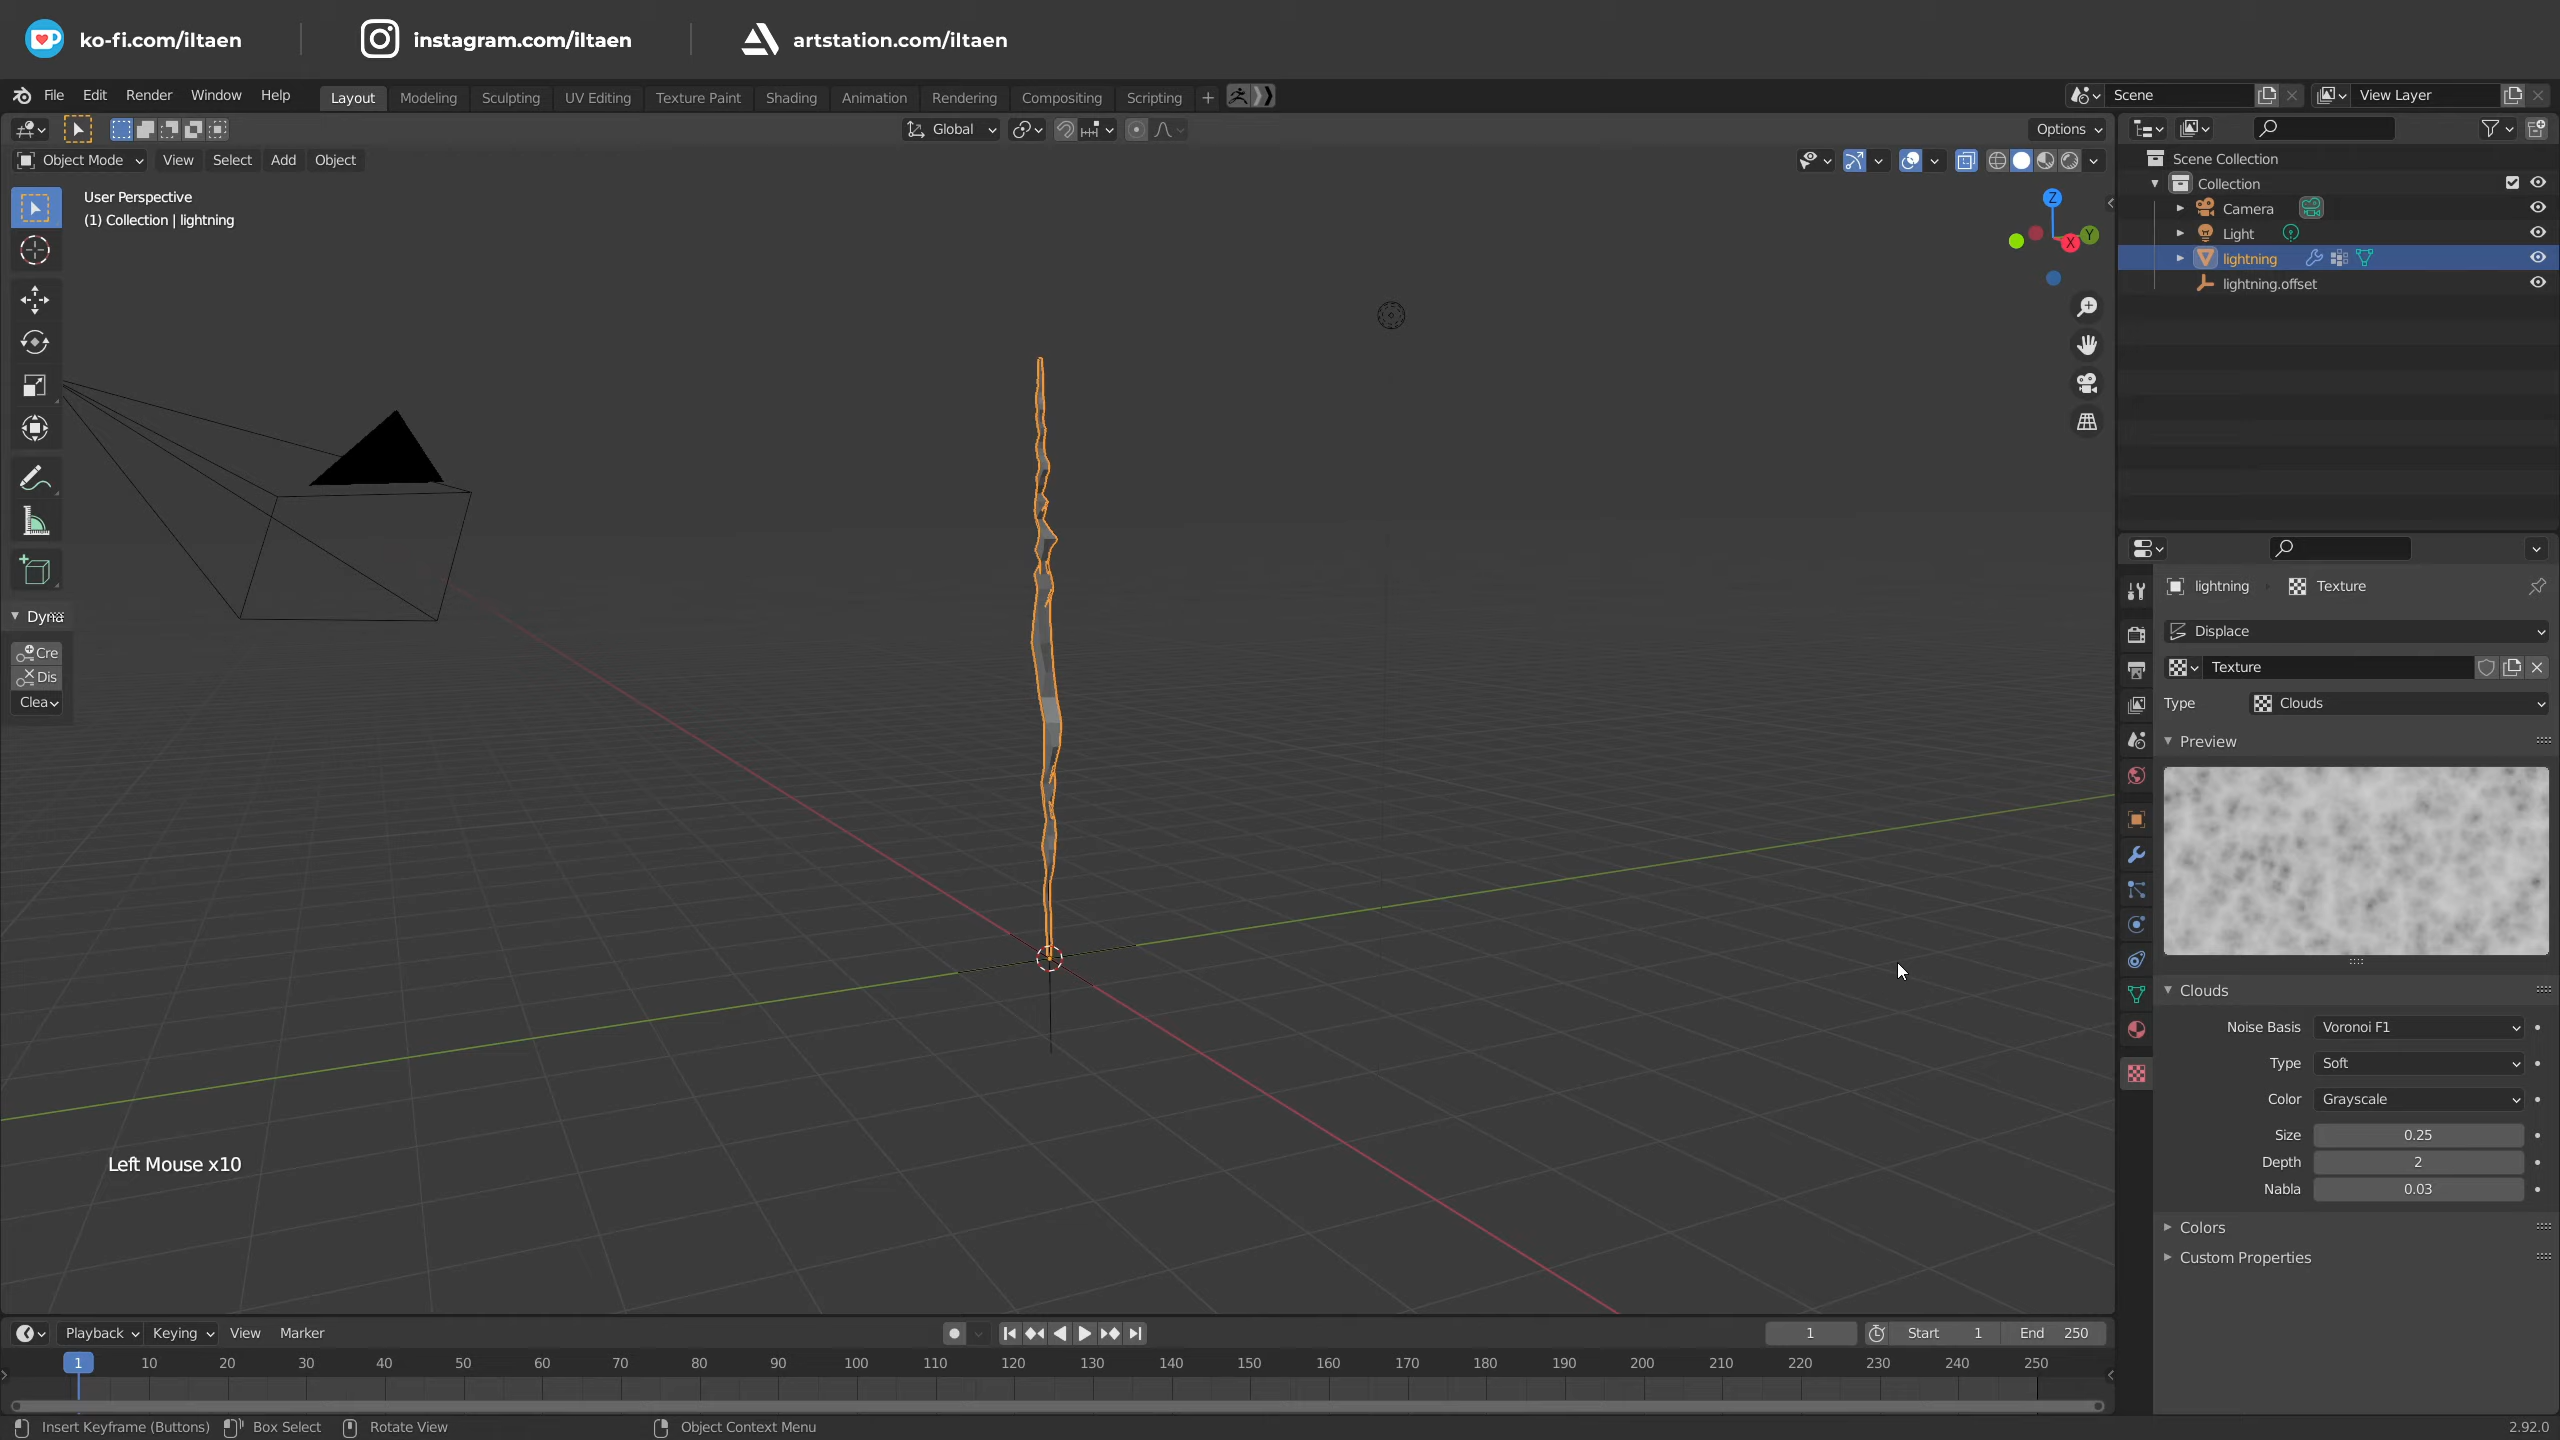 ko-fi.com/iltaen
instagram.com/iltaen
artstation.com/iltaen
File Edit Render Window Help
Layout Modeling Sculpting UV Editing Texture Paint Shading Animation Rendering Compositing Scripting +
Scene
View Layer
Global
Options
Object Mode View Select Add Object
User Perspective
(1) Collection | lightning
Z
X
Y
Dyna
Cre
Dis
Clea
Left Mouse x10
Scene Collection
Collection
Camera
Light
lightning
lightning.offset
lightning Texture
Displace
Texture
Type Clouds
Preview
Clouds
Noise Basis Voronoi F1
Type Soft
Color Grayscale
Size 0.25
Depth 2
Nabla 0.03
Colors
Custom Properties
Playback Keying View Marker
1 Start 1 End 250
1 10 20 30 40 50 60 70 80 90 100 110 120 130 140 150 160 170 180 190 200 210 220 230 240 250
Insert Keyframe (Buttons) Box Select Rotate View Object Context Menu
2.92.0